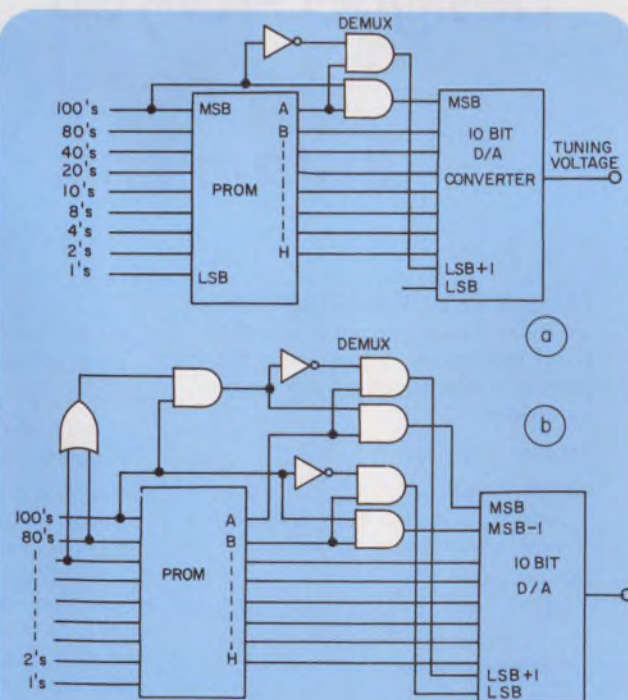 DEMUX
100's
80's
40's
20's
10's
8's
4's
2's
1's
MSB
PROM
LSB
A
B
H
MSB
10 BIT
D/A
CONVERTER
LSB+1
LSB
TUNING
VOLTAGE
a
DEMUX
b
100's
80's
2's
1's
PROM
A
B
H
MSB
MSB-1
10 BIT
D/A
LSB+1
LSB